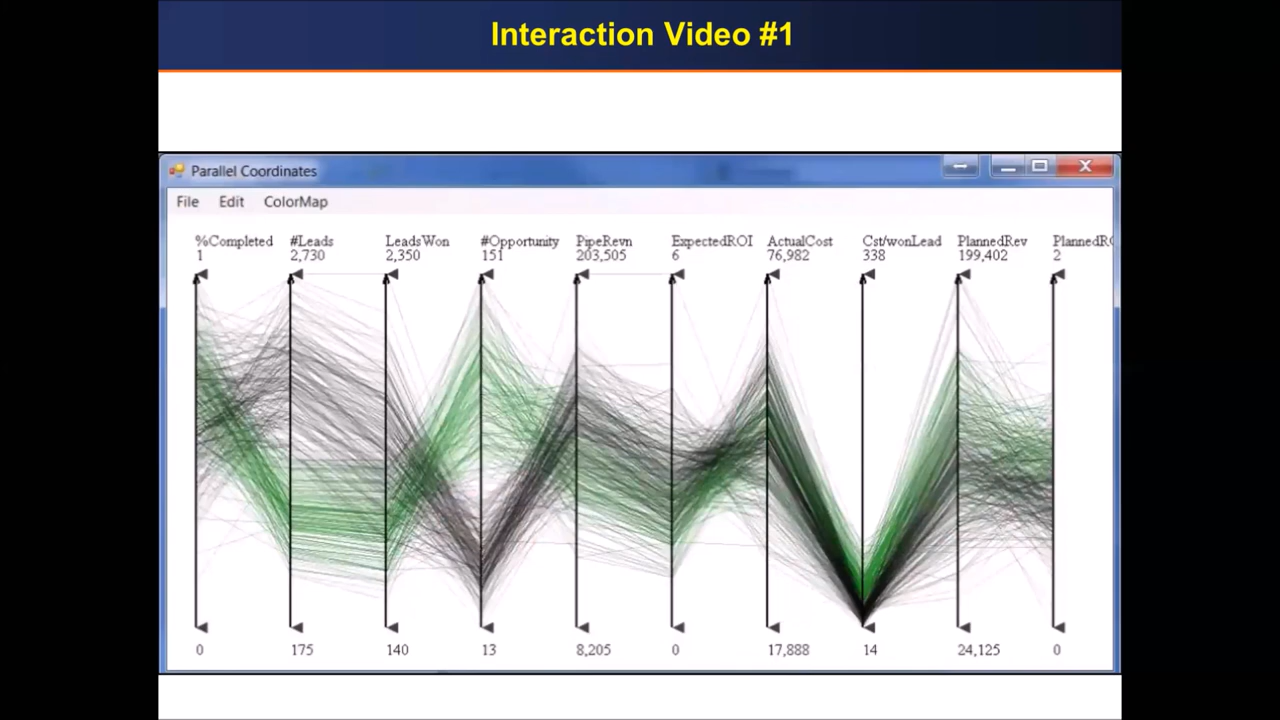 Interaction Video #1
Parallel Coordinates
File Edit ColorMap
%Completed #Leads LeadsWon #Opportunity PipeRevn ExpectedROI ActualCost Cst/wonLead PlannedRev PlannedRO
1 2,730 2,350 151 203,505 6 76,982 338 199,402 2
0 175 140 13 8,205 0 17,888 14 24,125 0